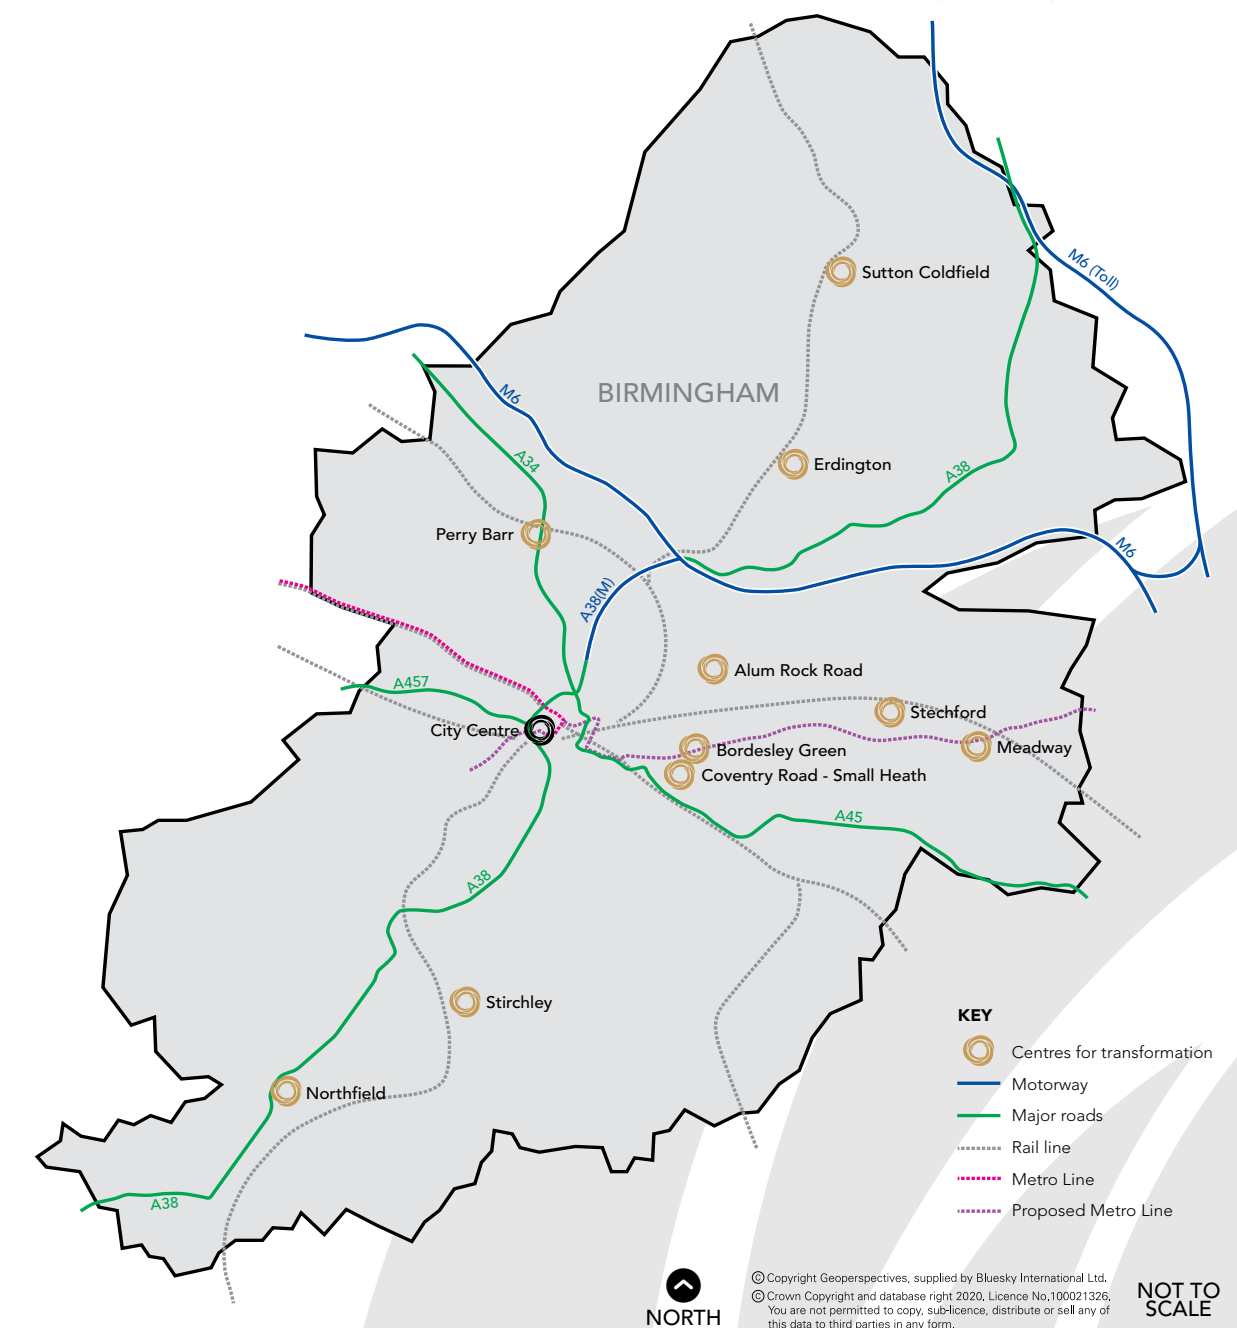 M6 (Toll)
Sutton Coldfield
M6
BIRMINGHAM
A34
Erdington
A38
Perry Barr
M6
A38(M)
Alum Rock Road
A457
Stechford
City Centre
Meadway
Bordesley Green
Coventry Road - Small Heath
A45
A38
Stirchley
Northfield
A38
KEY
Centres for transformation
Motorway
Major roads
Rail line
Metro Line
Proposed Metro Line
NORTH
© Copyright Geoperspectives, supplied by Bluesky International Ltd.
© Crown Copyright and database right 2020, Licence No.100021326,
You are not permitted to copy, sub-licence, distribute or sell any of
this data to third parties in any form.
NOT TO
SCALE